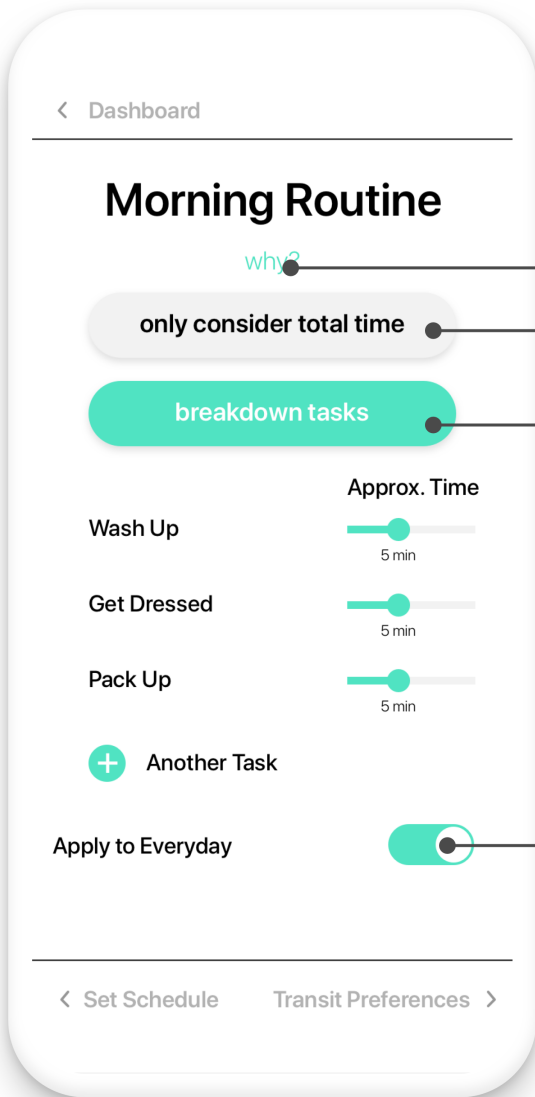 Dashboard
Morning Routine
why?
only consider total time
breakdown tasks
Approx. Time
Wash Up
5 min
Get Dressed
5 min
Pack Up
5 min
Another Task
Apply to Everyday
Set Schedule
Transit Preferences